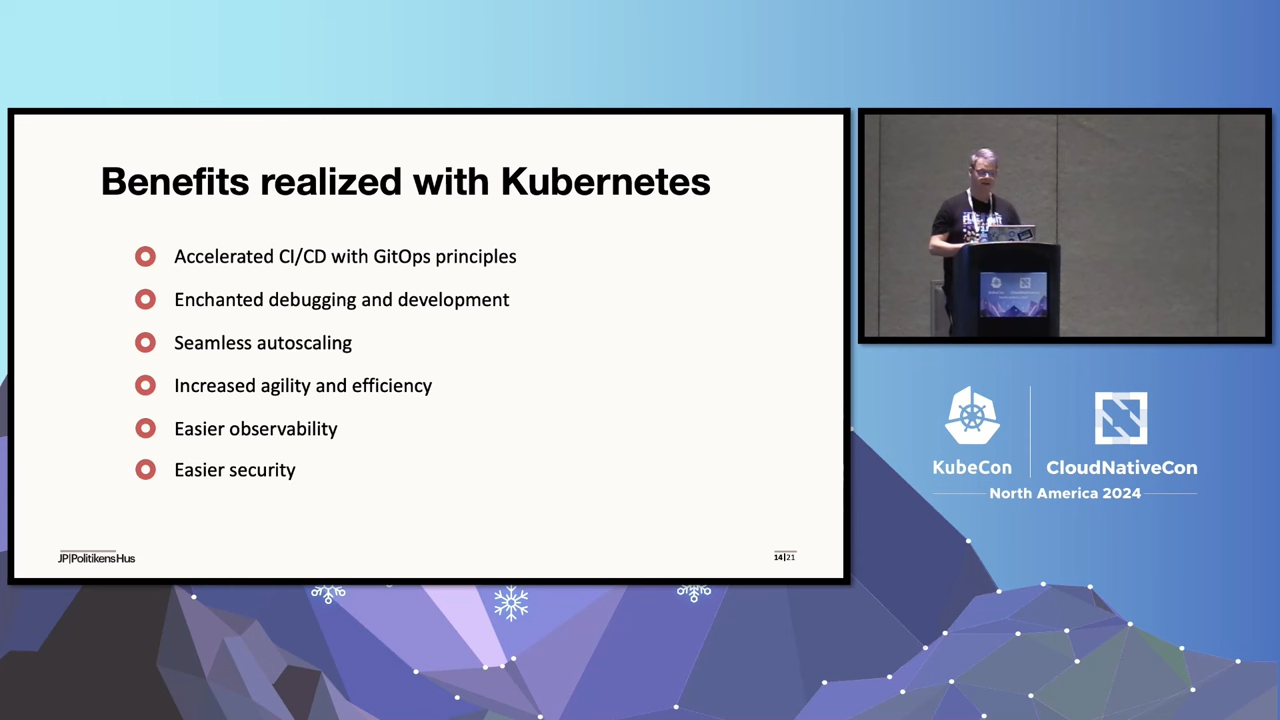 Benefits realized with Kubernetes
Accelerated CI/CD with GitOps principles
Enchanted debugging and development
Seamless autoscaling
Increased agility and efficiency
Easier observability
Easier security
JP|PolitikensHus
14|21
KubeCon
CloudNativeCon
North America 2024